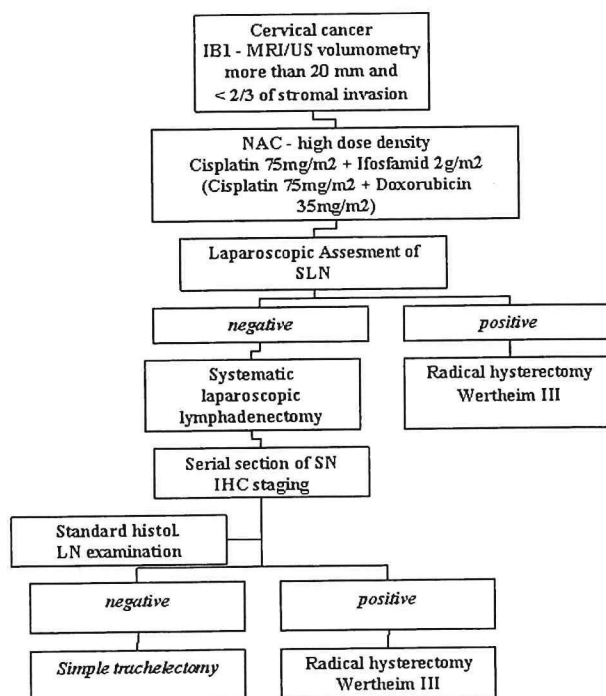 Cervical cancer
IB1 - MRI/US volumometry
more than 20 mm and
< 2/3 of stromal invasion
NAC - high dose density
Cisplatin 75mg/m2 + Ifosfamid 2g/m2
(Cisplatin 75mg/m2 + Doxorubicin
35mg/m2)
Laparoscopic Assesment of
SLN
negative
positive
Systematic
laparoscopic
lymphadenectomy
Radical hysterectomy
Wertheim III
Serial section of SN
IHC staging
Standard histol.
LN examination
negative
positive
Simple trachelectomy
Radical hysterectomy
Wertheim III